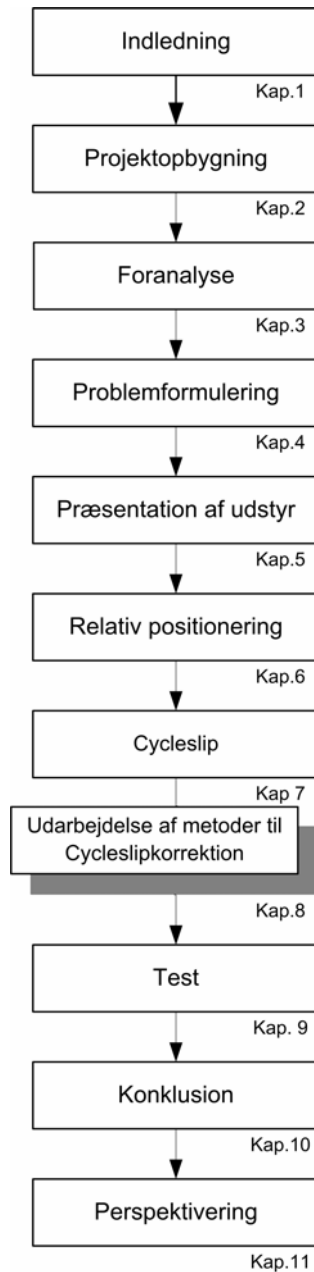 Indledning
Kap.1
Projektopbygning
Kap.2
Foranalyse
Kap.3
Problemformulering
Kap.4
Præsentation af udstyr
Kap.5
Relativ positionering
Kap.6
Cycleslip
Kap 7
Udarbejdelse af metoder til
Cycleslipkorrektion
Kap.8
Test
Kap. 9
Konklusion
Kap.10
Perspektivering
Kap.11